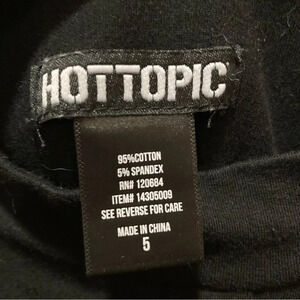 HOTTOPIC
95%COTTON
5% SPANDEX
RN# 120684
ITEM# 14305009
SEE REVERSE FOR CARE
MADE IN CHINA
5